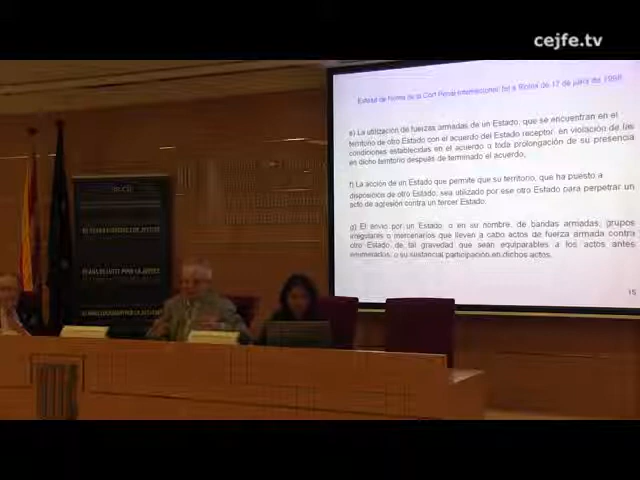 cejfe.tv
Estatut de Roma de la Cort Penal Internacional, fet a Roma de 17 de juliol de 1998
e) La utilización de fuerzas armadas de un Estado, que se encuentran en el
territorio de otro Estado con el acuerdo del Estado receptor, en violación de las
condiciones establecidas en el acuerdo o toda prolongación de su presencia
en dicho territorio después de terminado el acuerdo,
f) La acción de un Estado que permite que su territorio, que ha puesto a
disposición de otro Estado, sea utilizado por ese otro Estado para perpetrar un
acto de agresión contra un tercer Estado.
g) El envío por un Estado, o en su nombre, de bandas armadas, grupos
irregulares o mercenarios que lleven a cabo actos de fuerza armada contra
otro Estado de tal gravedad que sean equiparables a los actos antes
enumerados, o su sustancial participación en dichos actos.
15